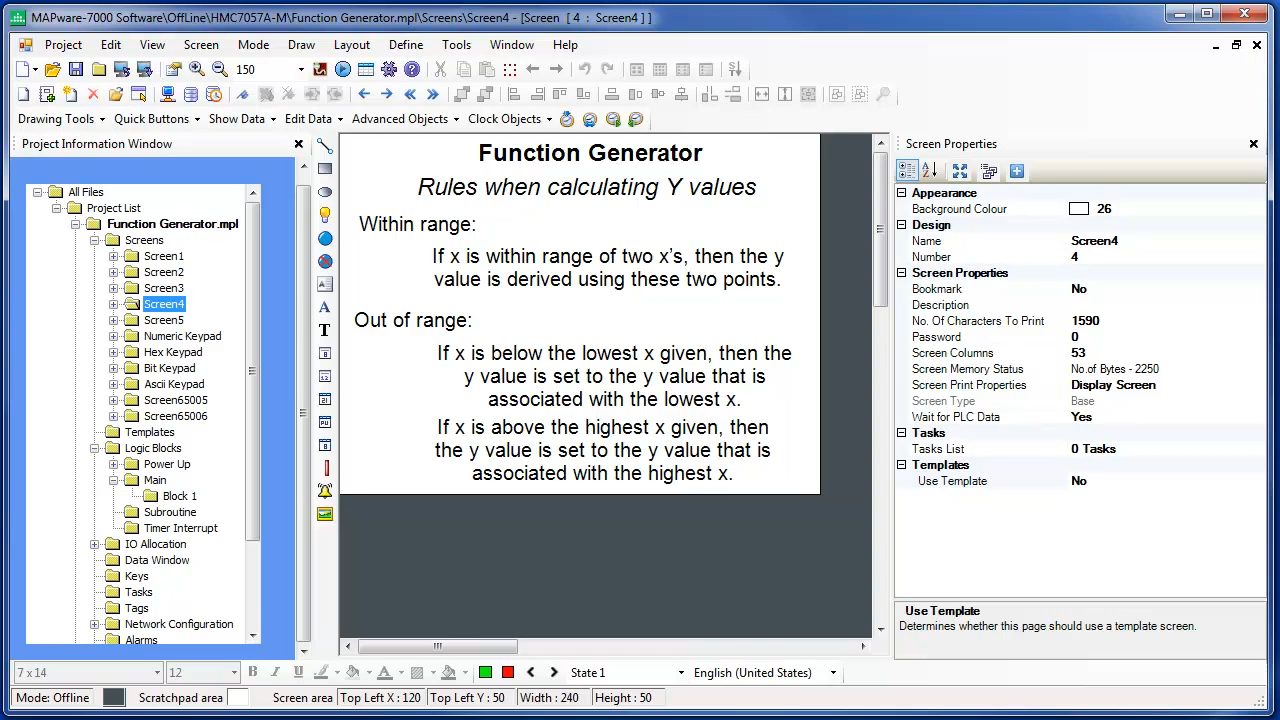 MAPware-7000 Software\OffLine\HMC7057A-M\Function Generator.mpl\Screens\Screen4 - [Screen [ 4 : Screen4 ] ]
Project Edit View Screen Mode Draw Layout Define Tools Window Help
150
Drawing Tools Quick Buttons Show Data Edit Data Advanced Objects Clock Objects
Project Information Window
All Files
Project List
Function Generator.mpl
Screens
Screen1
Screen2
Screen3
Screen4
Screen5
Numeric Keypad
Hex Keypad
Bit Keypad
Ascii Keypad
Screen65005
Screen65006
Templates
Logic Blocks
Power Up
Main
Block 1
Subroutine
Timer Interrupt
IO Allocation
Data Window
Keys
Tasks
Tags
Network Configuration
Alarms
Function Generator
Rules when calculating Y values
Within range:
If x is within range of two x's, then the y
value is derived using these two points.
Out of range:
If x is below the lowest x given, then the
y value is set to the y value that is
associated with the lowest x.
If x is above the highest x given, then
the y value is set to the y value that is
associated with the highest x.
Screen Properties
Appearance
Background Colour 26
Design
Name Screen4
Number 4
Screen Properties
Bookmark No
Description
No. Of Characters To Print 1590
Password 0
Screen Columns 53
Screen Memory Status No.of Bytes - 2250
Screen Print Properties Display Screen
Screen Type Base
Wait for PLC Data Yes
Tasks
Tasks List 0 Tasks
Templates
Use Template No
Use Template
Determines whether this page should use a template screen.
7 x 14 12 B I U A State 1 English (United States)
Mode: Offline Scratchpad area Screen area Top Left X : 120 Top Left Y : 50 Width : 240 Height : 50